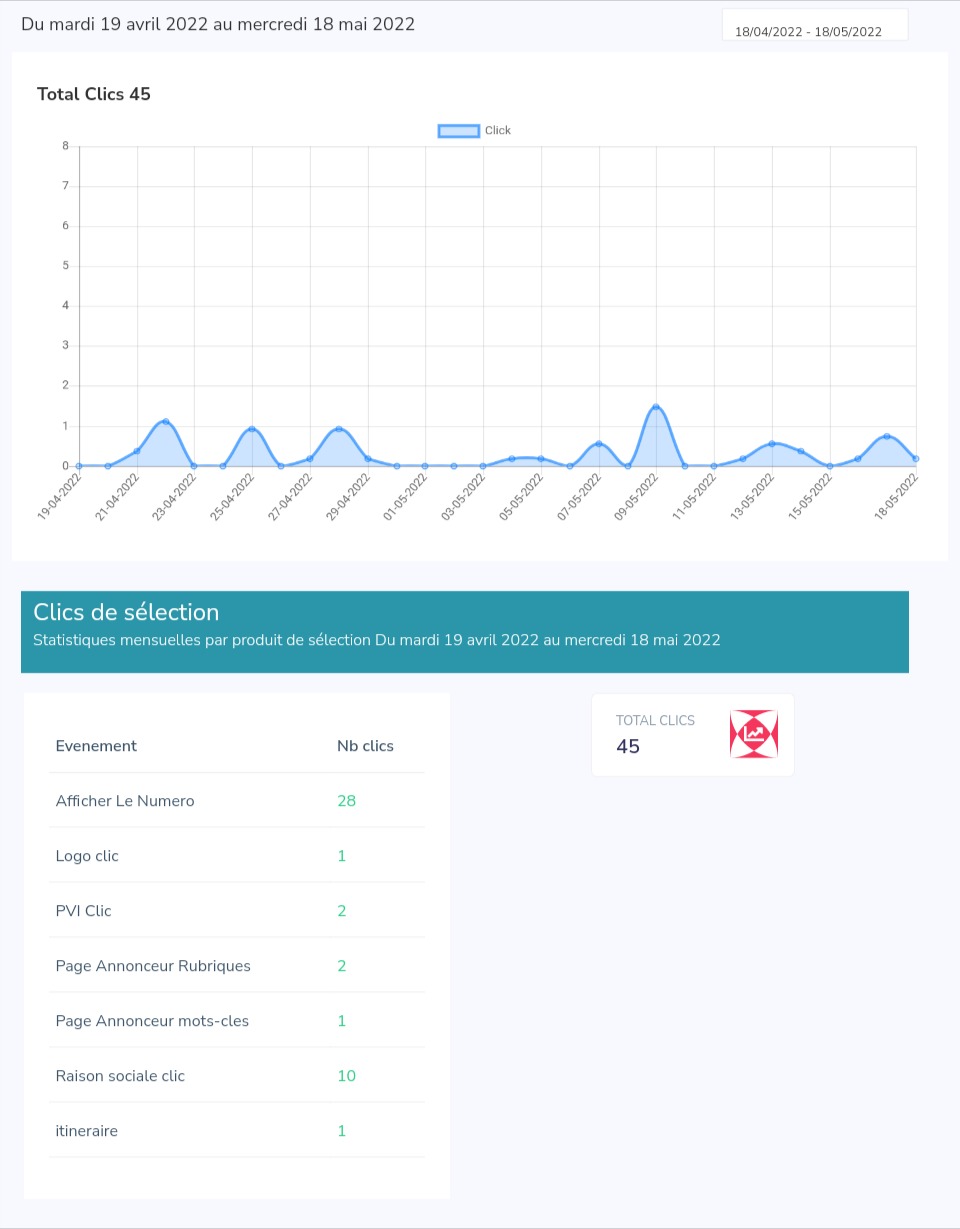 Du mardi 19 avril 2022 au mercredi 18 mai 2022
18/04/2022 - 18/05/2022
Total Clics 45
Click
8
7
6
5
4
3
2
1
0
19-04-2022
21-04-2022
23-04-2022
25-04-2022
27-04-2022
29-04-2022
01-05-2022
03-05-2022
05-05-2022
07-05-2022
09-05-2022
11-05-2022
13-05-2022
15-05-2022
18-05-2022
Clics de sélection
Statistiques mensuelles par produit de sélection Du mardi 19 avril 2022 au mercredi 18 mai 2022
TOTAL CLICS
45
Evenement Nb clics
Afficher Le Numero 28
Logo clic 1
PVI Clic 2
Page Annonceur Rubriques 2
Page Annonceur mots-cles 1
Raison sociale clic 10
itineraire 1